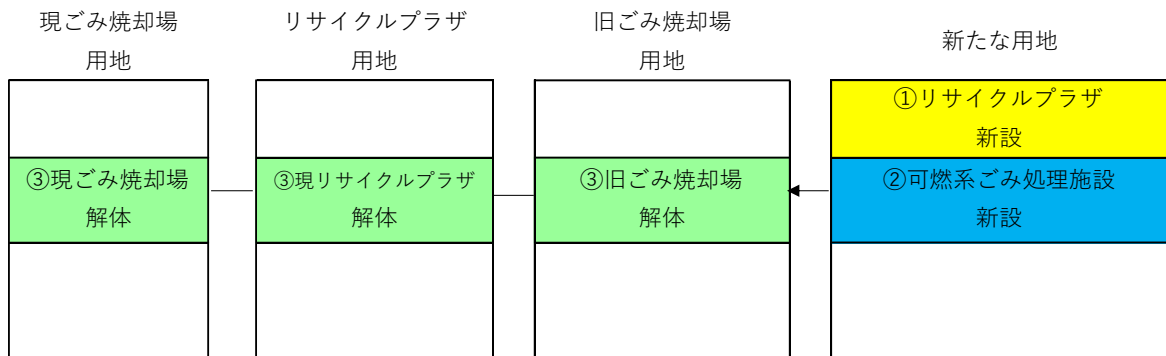 現ごみ焼却場
用地
リサイクルプラザ
用地
旧ごみ焼却場
用地
新たな用地
①リサイクルプラザ
新設
③現ごみ焼却場
解体
③現リサイクルプラザ
解体
③旧ごみ焼却場
解体
②可燃系ごみ処理施設
新設